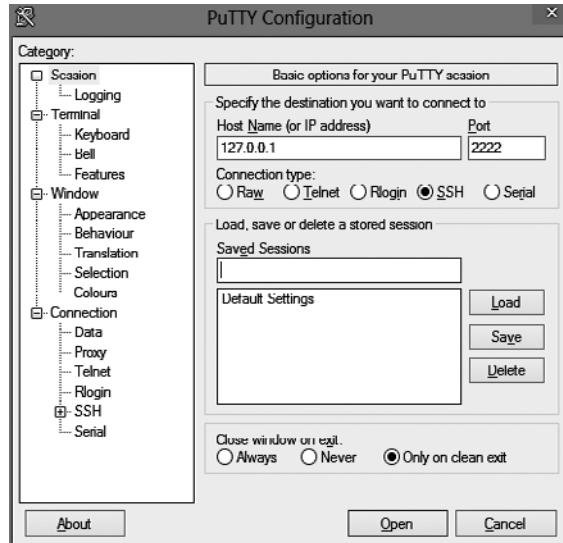 PuTTY Configuration
Category:
Session
Logging
Terminal
Keyboard
Bell
Features
Window
Appearance
Behaviour
Translation
Selection
Colours
Connection
Data
Proxy
Telnet
Rlogin
SSH
Serial
Basic options for your PuTTY session
Specify the destination you want to connect to
Host Name (or IP address) Port
127.0.0.1 2222
Connection type:
Raw Telnet Rlogin SSH Serial
Load, save or delete a stored session
Saved Sessions
Default Settings
Load
Save
Delete
Close window on exit:
Always Never Only on clean exit
About Open Cancel